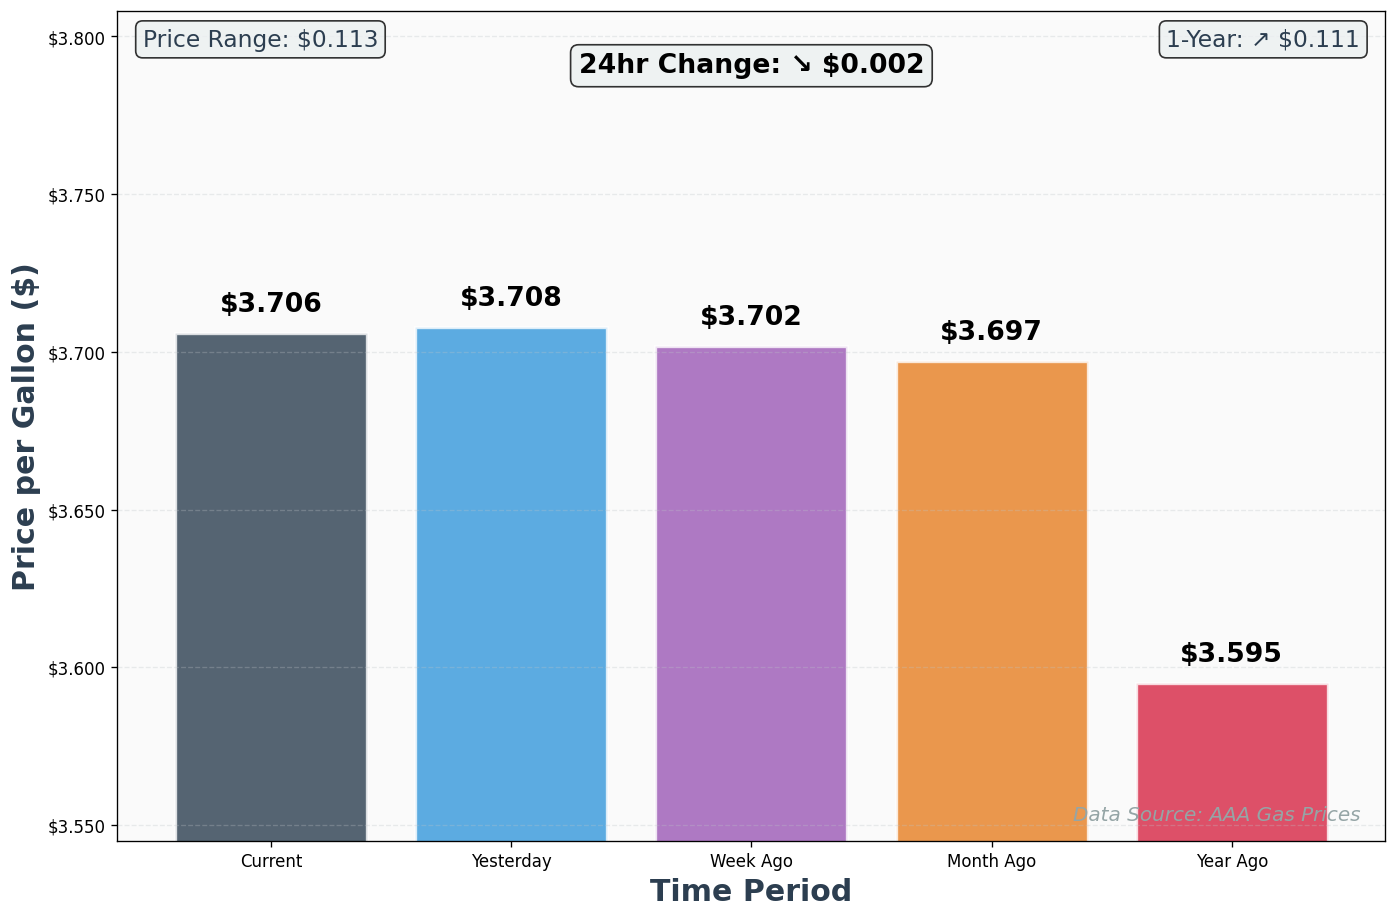 Price Range: $0.113
24hr Change: ↘ $0.002
1-Year: ↗ $0.111
Price per Gallon ($)
$3.800
$3.750
$3.700
$3.650
$3.600
$3.550
$3.706
$3.708
$3.702
$3.697
$3.595
Data Source: AAA Gas Prices
Current
Yesterday
Week Ago
Month Ago
Year Ago
Time Period